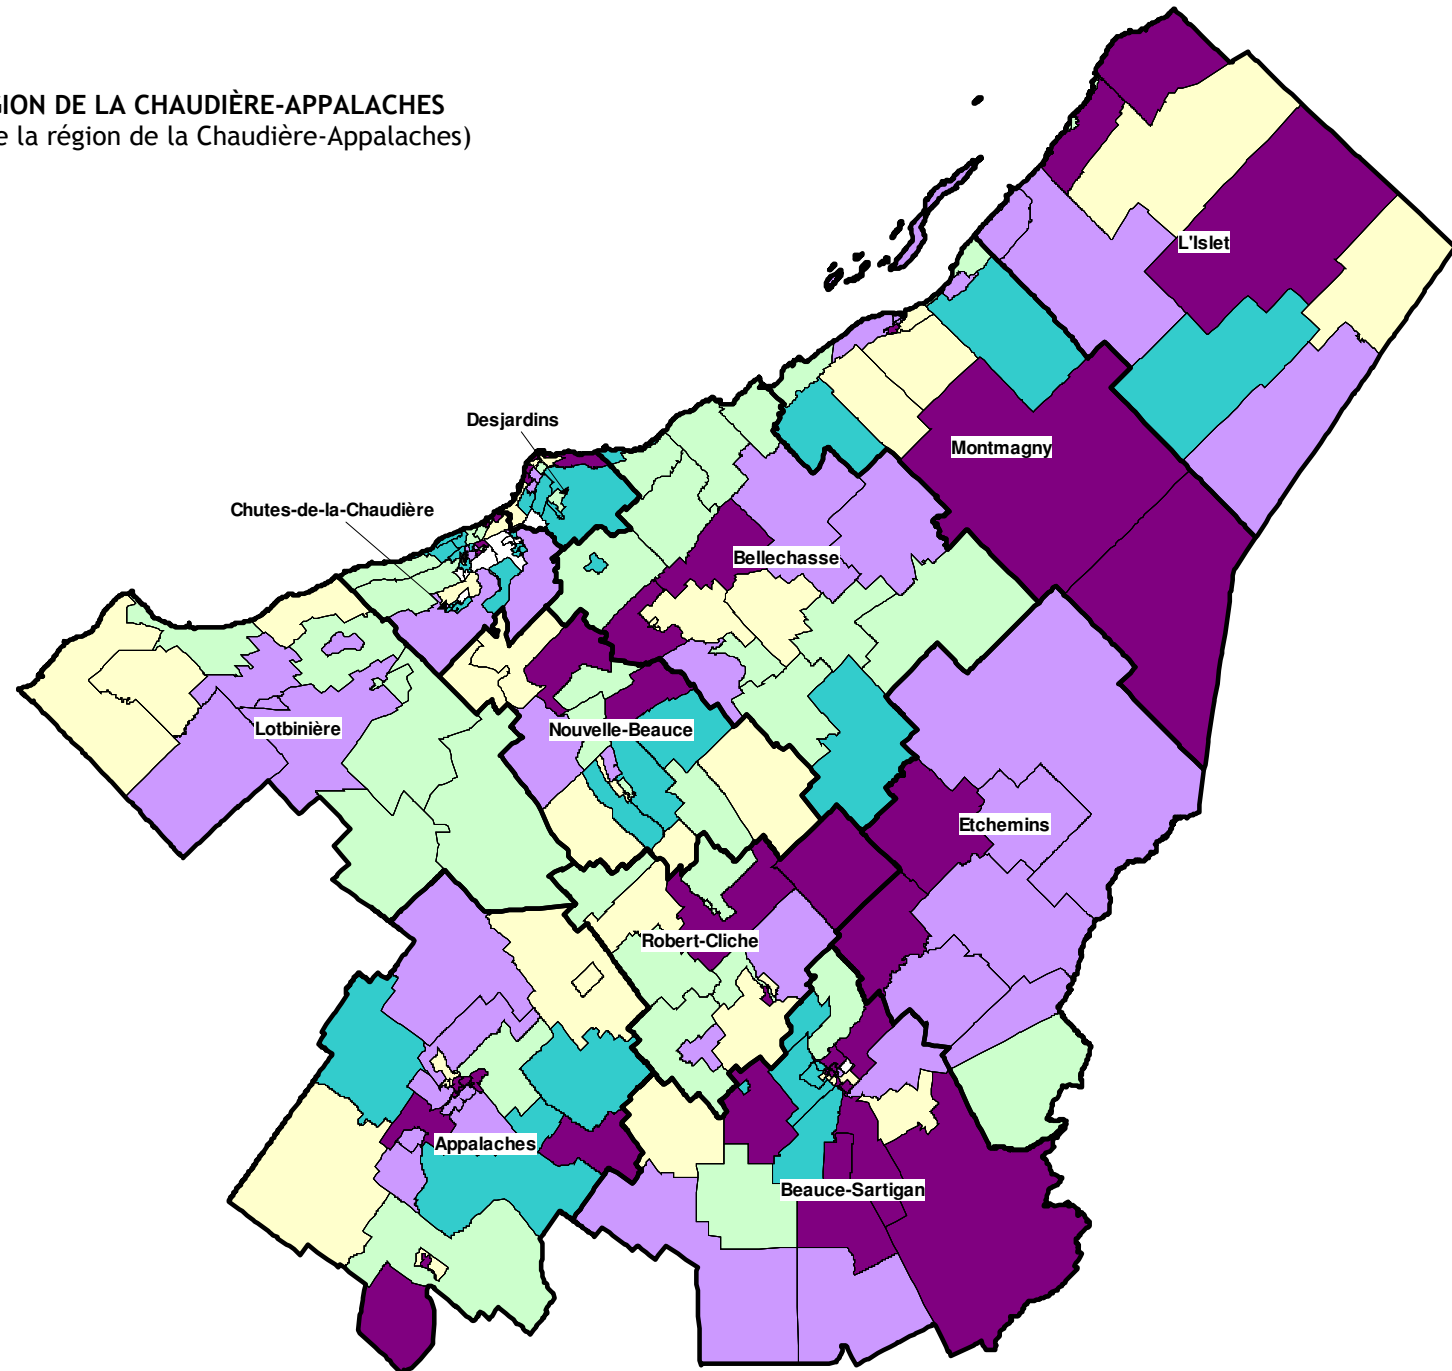 GION DE LA CHAUDIÈRE-APPALACHES
e la région de la Chaudière-Appalaches)
L'Islet
Desjardins
Montmagny
Chutes-de-la-Chaudière
Bellechasse
Lotbinière
Nouvelle-Beauce
Etchemins
Robert-Cliche
Appalaches
Beauce-Sartigan